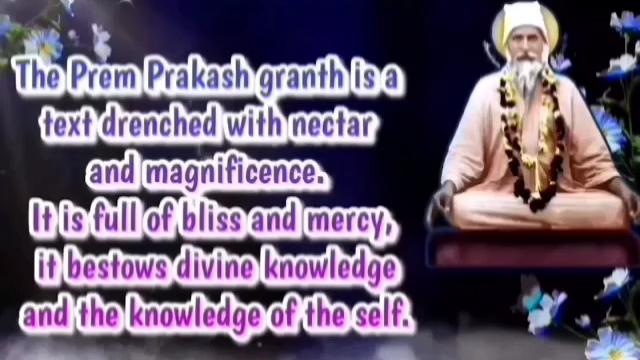 The Prem Prakash granth is a
text drenched with nectar
and magnificence.
It is full of bliss and mercy,
it bestows divine knowledge
and the knowledge of the self.